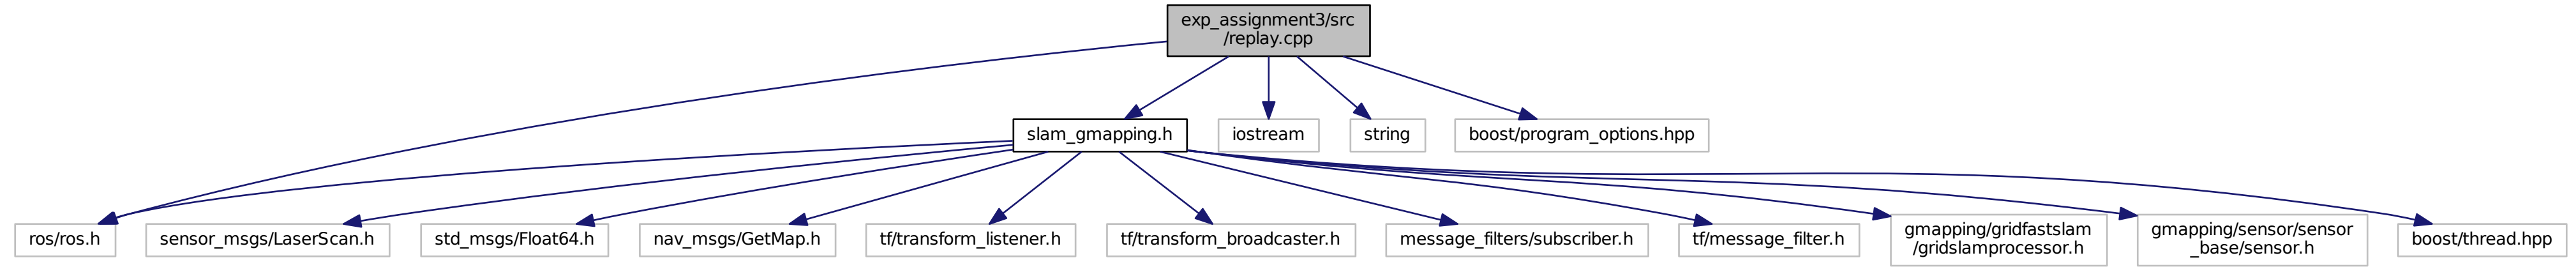 exp_assignment3/src
/replay.cpp
slam_gmapping.h
iostream
string
boost/program_options.hpp
ros/ros.h
sensor_msgs/LaserScan.h
std_msgs/Float64.h
nav_msgs/GetMap.h
tf/transform_listener.h
tf/transform_broadcaster.h
message_filters/subscriber.h
tf/message_filter.h
gmapping/gridfastslam
/gridslamprocessor.h
gmapping/sensor/sensor
_base/sensor.h
boost/thread.hpp